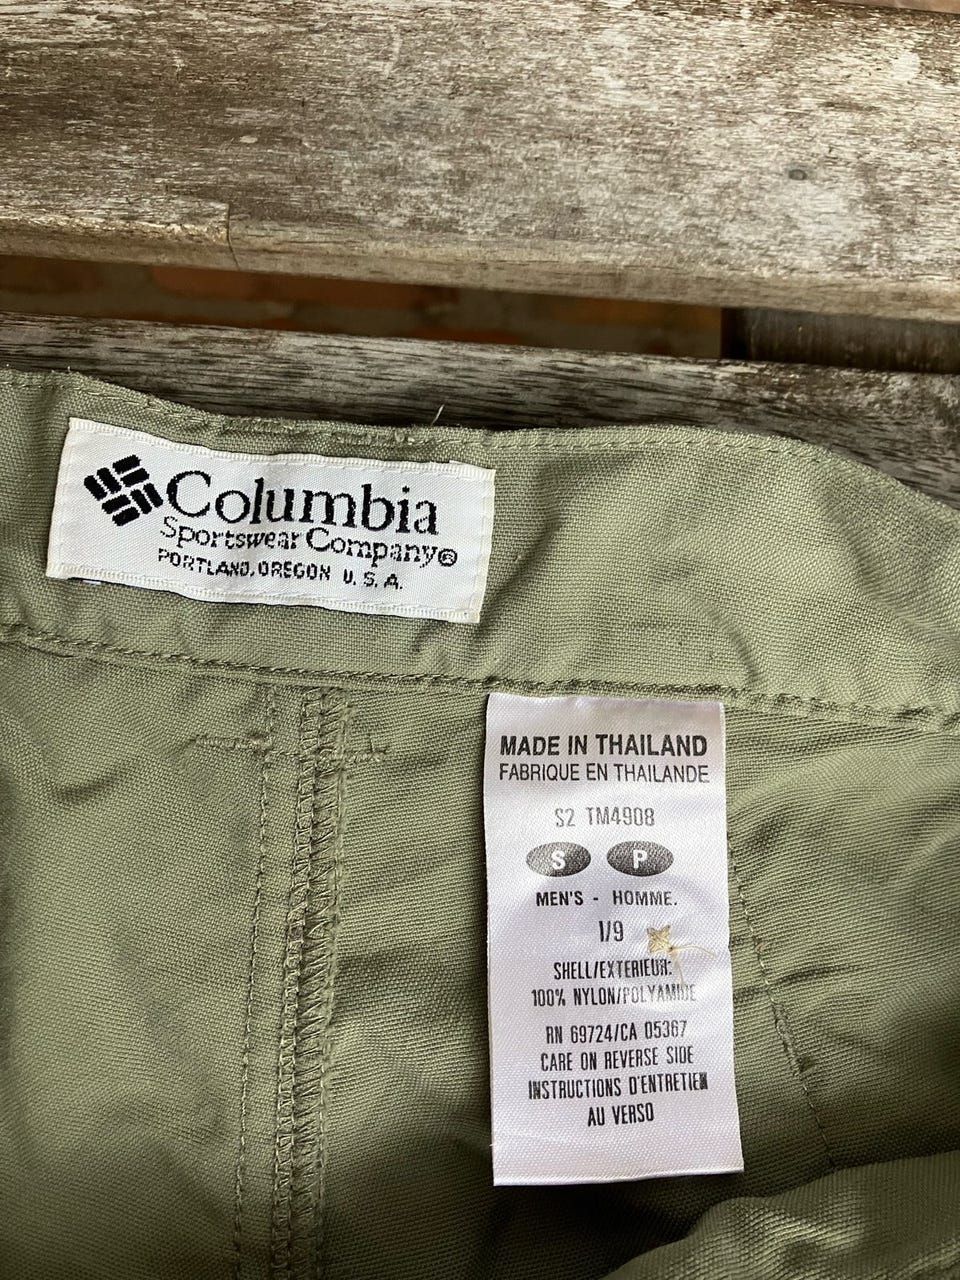 Columbia
Sportswear Company®
PORTLAND, OREGON U.S.A.
MADE IN THAILAND
FABRIQUE EN THAILANDE
S2 TM4908
S P
MEN'S - HOMME.
1/9
SHELL/EXTERIEUR:
100% NYLON/POLYAMIDE
RN 69724/CA 05367
CARE ON REVERSE SIDE
INSTRUCTIONS D'ENTRETIEN
AU VERSO